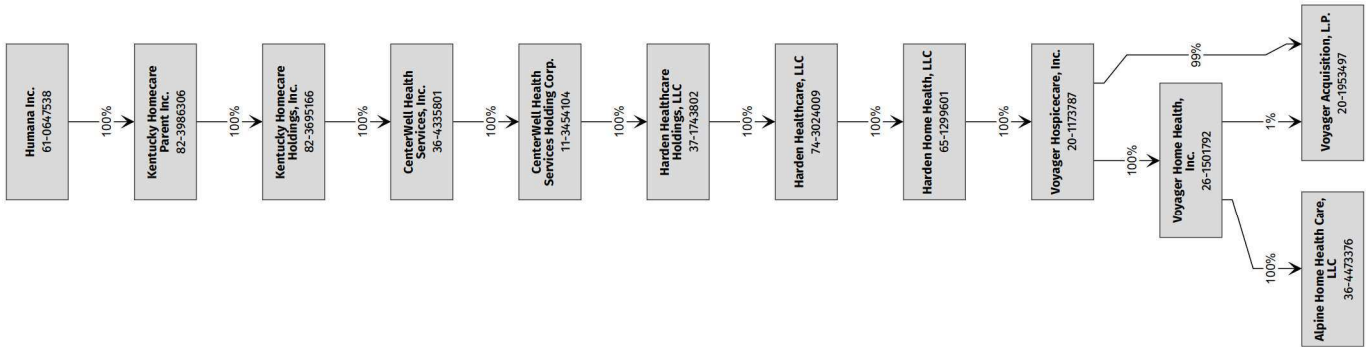 Humana Inc.
61-0647538
100%
Kentucky Homecare
Parent Inc.
82-3986306
100%
Kentucky Homecare
Holdings, Inc.
82-3695166
100%
CenterWell Health
Services, Inc.
36-4335801
100%
CenterWell Health
Services Holding Corp.
11-3454104
100%
Harden Healthcare
Holdings, LLC
37-1743802
100%
Harden Healthcare, LLC
74-3024009
100%
Harden Home Health, LLC
65-1299601
100%
Voyager Hospicecare, Inc.
20-1173787
100%
99%
Voyager Home Health,
Inc.
26-1501792
100%
1%
Alpine Home Health Care,
LLC
36-4473376
Voyager Acquisition, L.P.
20-1953497